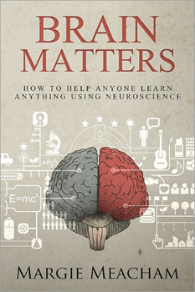 BRAIN
MATTERS
HOW TO HELP ANYONE LEARN
ANYTHING USING NEUROSCIENCE
E=mc²
MARGIE MEACHAM